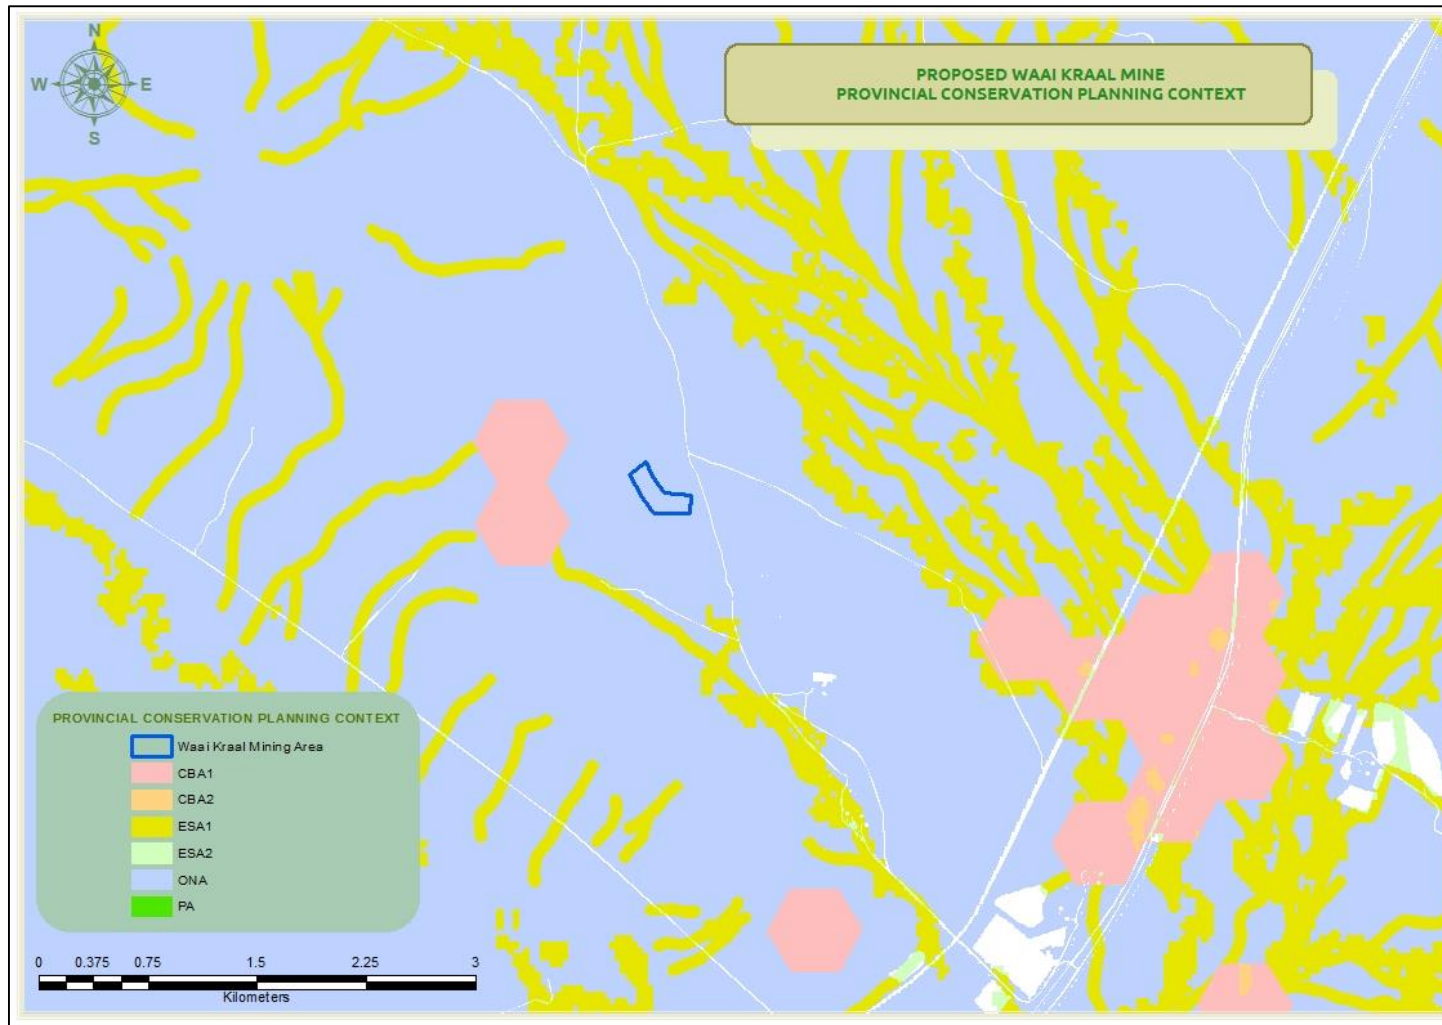 N
W E
S
PROPOSED WAAI KRAAL MINE
PROVINCIAL CONSERVATION PLANNING CONTEXT
PROVINCIAL CONSERVATION PLANNING CONTEXT
Waai Kraal Mining Area
CBA1
CBA2
ESA1
ESA2
ONA
PA
0 0.375 0.75 1.5 2.25 3
Kilometers